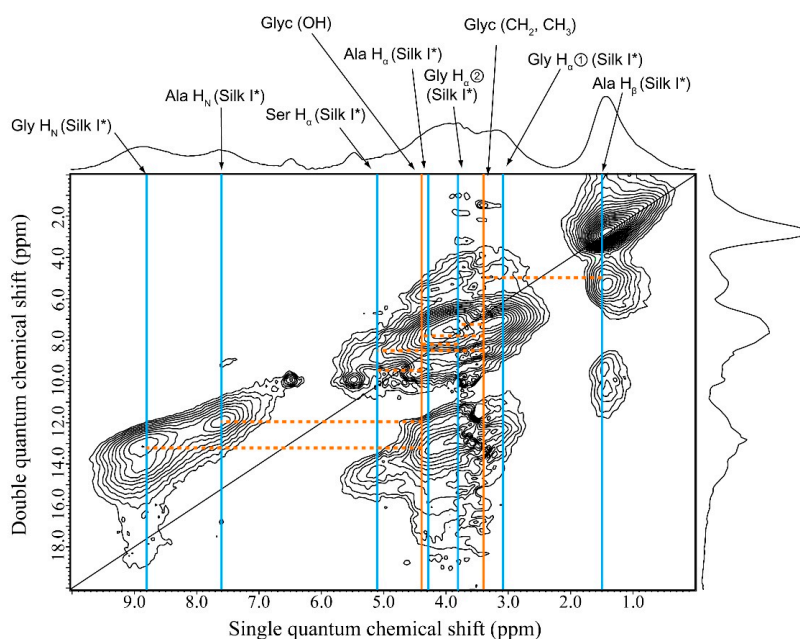 Glyc (OH)
Glyc (CH₂, CH₃)
Ala Hα (Silk I*)
Gly Hα②
(Silk I*)
Gly Hα① (Silk I*)
Ala Hβ (Silk I*)
Ala HN (Silk I*)
Ser Hα (Silk I*)
Gly HN (Silk I*)
Double quantum chemical shift (ppm)
2.0
4.0
6.0
8.0
10.0
12.0
14.0
16.0
18.0
9.0 8.0 7.0 6.0 5.0 4.0 3.0 2.0 1.0
Single quantum chemical shift (ppm)